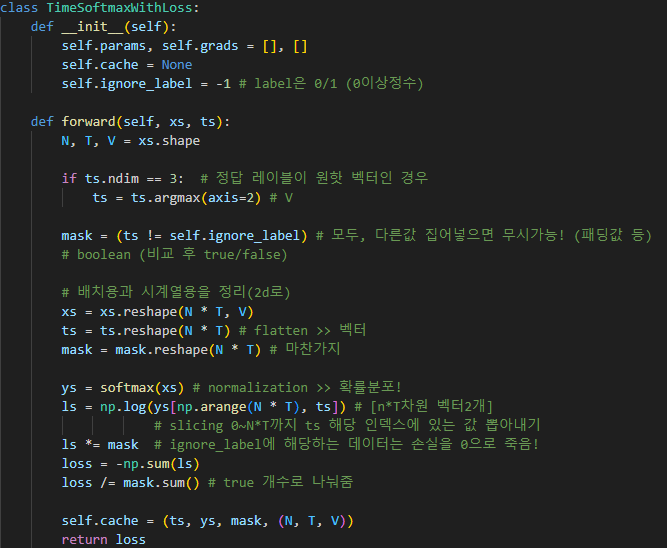 class TimeSoftmaxWithLoss:
    def __init__(self):
        self.params, self.grads = [], []
        self.cache = None
        self.ignore_label = -1 # label은 0/1 (0이상정수)

    def forward(self, xs, ts):
        N, T, V = xs.shape

        if ts.ndim == 3:  # 정답 레이블이 원핫 벡터인 경우
            ts = ts.argmax(axis=2) # V

        mask = (ts != self.ignore_label) # 모두, 다른값 집어넣으면 무시가능! (패딩값 등)
        # boolean (비교 후 true/false)

        # 배치용과 시계열용을 정리(2d로)
        xs = xs.reshape(N * T, V)
        ts = ts.reshape(N * T) # flatten >> 벡터
        mask = mask.reshape(N * T) # 마찬가지

        ys = softmax(xs) # normalization >> 확률분포!
        ls = np.log(ys[np.arange(N * T), ts]) # [n*T차원 벡터2개]
                    # slicing 0~N*T까지 ts 해당 인덱스에 있는 값 뽑아내기
        ls *= mask  # ignore_label에 해당하는 데이터는 손실을 0으로 죽음!
        loss = -np.sum(ls)
        loss /= mask.sum() # true 개수로 나눠줌

        self.cache = (ts, ys, mask, (N, T, V))
        return loss